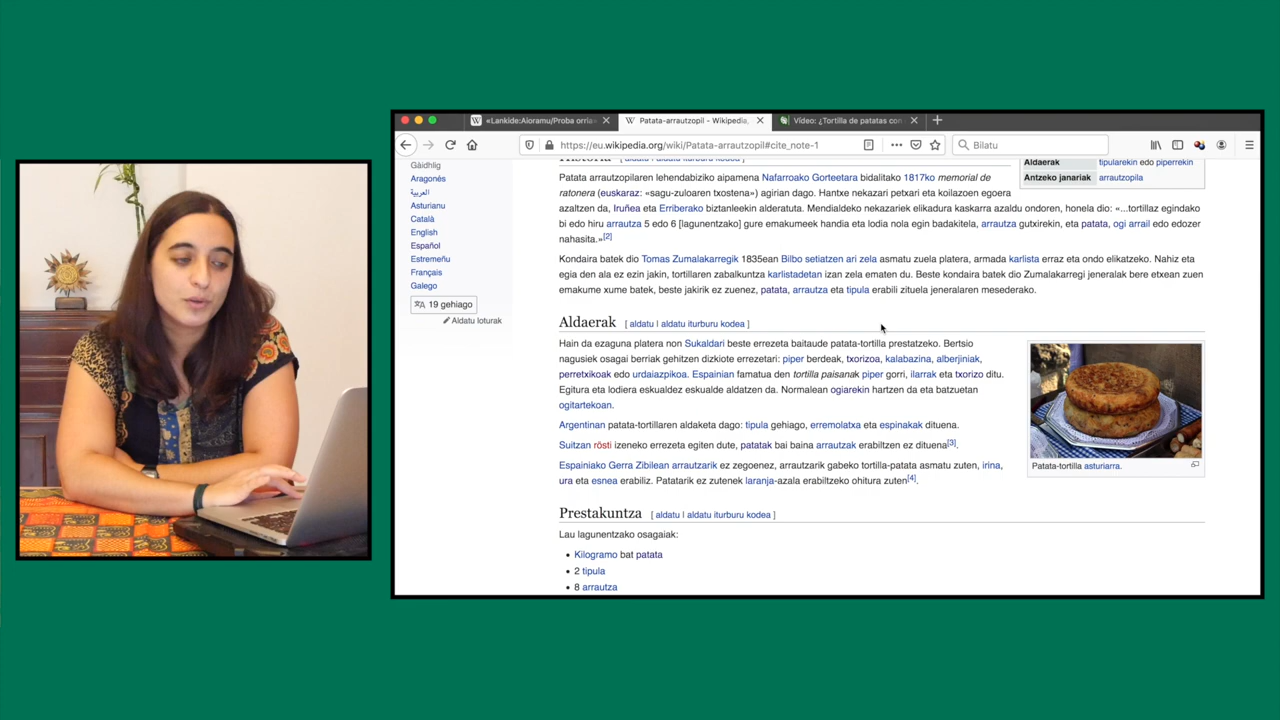 «Lankide:Aioramu/Proba orria
Patata-arrautzopil - Wikipedia,
Vídeo: ¿Tortilla de patatas con
https://eu.wikipedia.org/wiki/Patata-arrautzopil#cite_note-1
Bilatu
Gàidhlig
Aragonés
العربية
Asturianu
Català
English
Español
Estremeñu
Français
Galego
19 gehiago
Aldatu loturak
Historia [ aldatu | aldatu iturburu kodea ]
Patata arrautzopilaren lehendabiziko aipamena Nafarroako Gorteetara bidalitako 1817ko memorial de
ratonera (euskaraz: «sagu-zuloaren txostena») agirian dago. Hantxe nekazari petxari eta koilazoen egoera
azaltzen da, Iruñea eta Erriberako biztanleekin alderatuta. Mendialdeko nekazariek elikadura kaskarra azaldu ondoren, honela dio: «...tortillaz egindako
bi edo hiru arrautza 5 edo 6 [lagunentzako] gure emakumeek handia eta lodia nola egin badakitela, arrautza gutxirekin, eta patata, ogi arrail edo edozer
nahasita.»[2]
Kondaira batek dio Tomas Zumalakarregik 1835ean Bilbo setiatzen ari zela asmatu zuela platera, armada karlista erraz eta ondo elikatzeko. Nahiz eta
egia den ala ez ezin jakin, tortillaren zabalkuntza karlistadetan izan zela ematen du. Beste kondaira batek dio Zumalakarregi jeneralak bere etxean zuen
emakume xume batek, beste jakirik ez zuenez, patata, arrautza eta tipula erabili zituela jeneralaren mesederako.
Aldaerak tipularekin edo piperrekin
Antzeko janariak arrautzopila
Aldaerak [ aldatu | aldatu iturburu kodea ]
Hain da ezaguna platera non Sukaldari beste errezeta baitaude patata-tortilla prestatzeko. Bertsio
nagusiek osagai berriak gehitzen dizkiote errezetari: piper berdeak, txorizoa, kalabazina, alberjiniak,
perretxikoak edo urdaiazpikoa. Espainian famatua den tortilla paisanak piper gorri, ilarrak eta txorizo ditu.
Egitura eta lodiera eskualdez eskualde aldatzen da. Normalean ogiarekin hartzen da eta batzuetan
ogitartekoan.
Argentinan patata-tortillaren aldaketa dago: tipula gehiago, erremolatxa eta espinakak dituena.
Suitzan rösti izeneko errezeta egiten dute, patatak bai baina arrautzak erabiltzen ez dituena[3].
Espainiako Gerra Zibilean arrautzarik ez zegoenez, arrautzarik gabeko tortilla-patata asmatu zuten, irina,
ura eta esnea erabiliz. Patatarik ez zutenek laranja-azala erabiltzeko ohitura zuten[4].
Patata-tortilla asturiarra.
Prestakuntza [ aldatu | aldatu iturburu kodea ]
Lau lagunentzako osagaiak:
• Kilogramo bat patata
• 2 tipula
• 8 arrautza